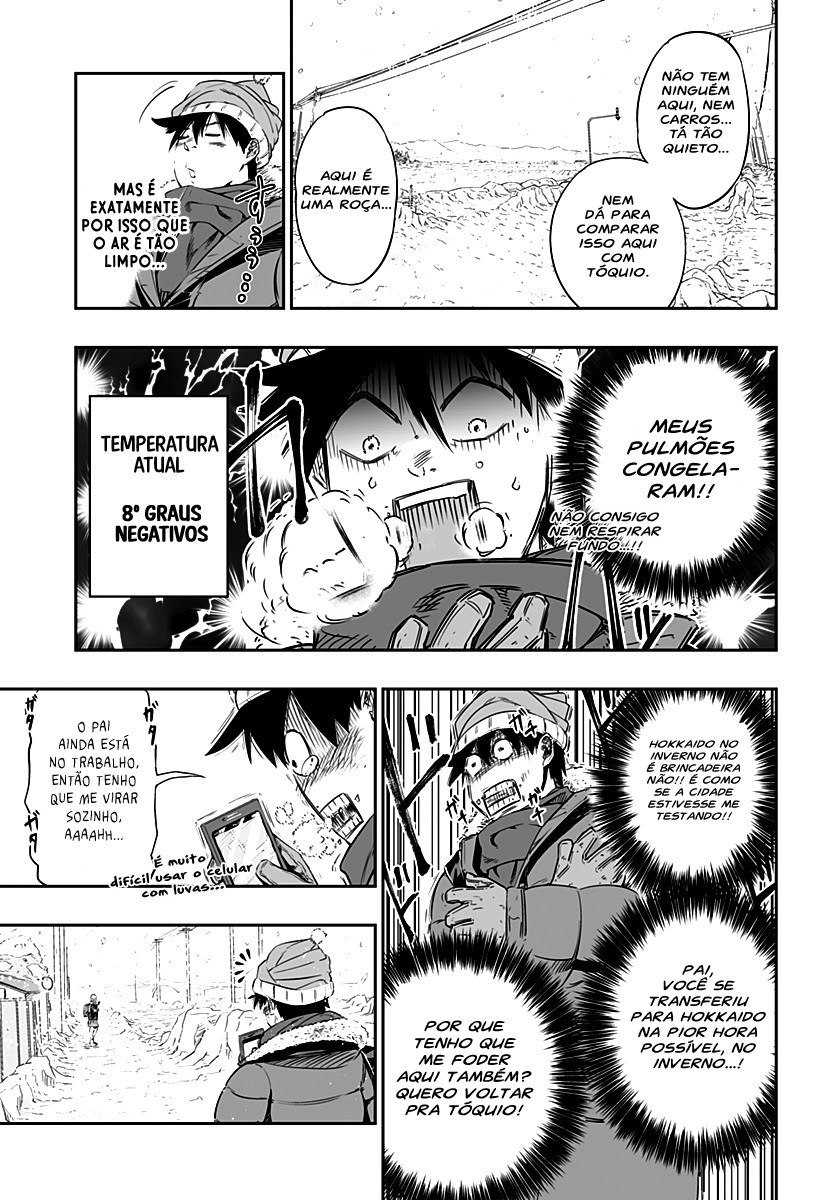 NÃO TEM
NINGUÉM
AQUI, NEM
CARROS...
TÁ TÃO
QUIETO...
NEM
DÁ PARA
COMPARAR
ISSO AQUI
COM
TÓQUIO.
AQUI É
REALMENTE
UMA ROÇA...
MAS É
EXATAMENTE
POR ISSO QUE
O AR É TÃO
LIMPO...
MEUS
PULMÕES
CONGELA-
RAM!!
NÃO CONSIGO
NEM RESPIRAR
FUNDO...!!
TEMPERATURA
ATUAL
8° GRAUS
NEGATIVOS
HOKKAIDO NO
INVERNO NÃO
É BRINCADEIRA
NÃO!! É COMO
SE A CIDADE
ESTIVESSE ME
TESTANDO!!
PAI,
VOCÊ SE
TRANSFERIU
PARA HOKKAIDO
NA PIOR HORA
POSSÍVEL, NO
INVERNO...!
POR QUE
TENHO QUE
ME FODER
AQUI TAMBÉM?
QUERO VOLTAR
PRA TÓQUIO!
ガタ
ガタ
O PAI
AINDA ESTÁ
NO TRABALHO,
ENTÃO TENHO
QUE ME VIRAR
SOZINHO,
AAAAHH...
É muito
difícil usar o celular
com luvas...